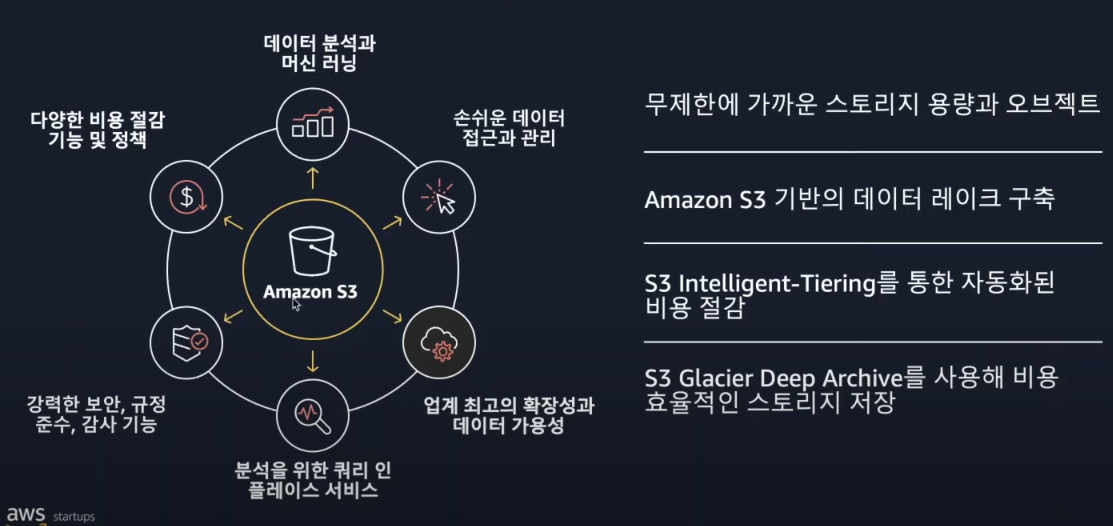 데이터 분석과
머신 러닝
다양한 비용 절감
기능 및 정책
손쉬운 데이터
접근과 관리
$
Amazon S3
강력한 보안, 규정
준수, 감사 기능
업계 최고의 확장성과
데이터 가용성
분석을 위한 쿼리 인
플레이스 서비스
무제한에 가까운 스토리지 용량과 오브젝트
Amazon S3 기반의 데이터 레이크 구축
S3 Intelligent-Tiering를 통한 자동화된
비용 절감
S3 Glacier Deep Archive를 사용해 비용
효율적인 스토리지 저장
aws startups